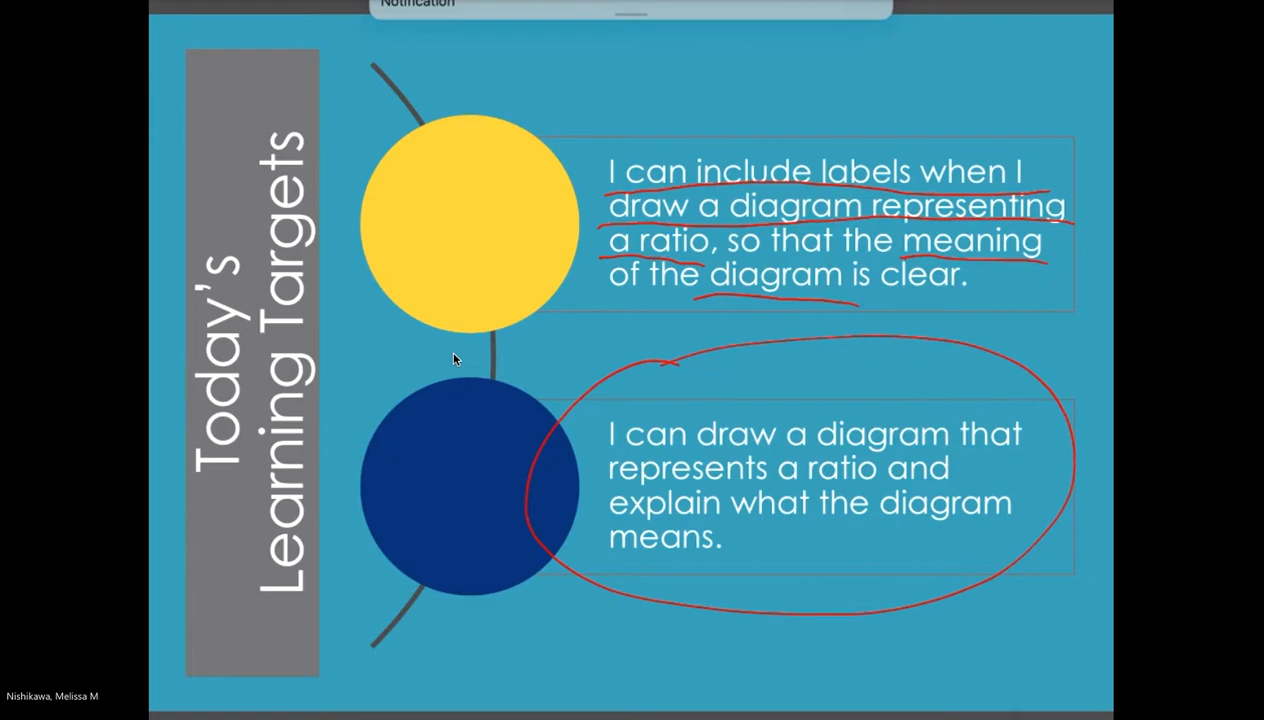 Notification
Today's
Learning Targets
I can include labels when I
draw a diagram representing
a ratio, so that the meaning
of the diagram is clear.
I can draw a diagram that
represents a ratio and
explain what the diagram
means.
Nishikawa, Melissa M